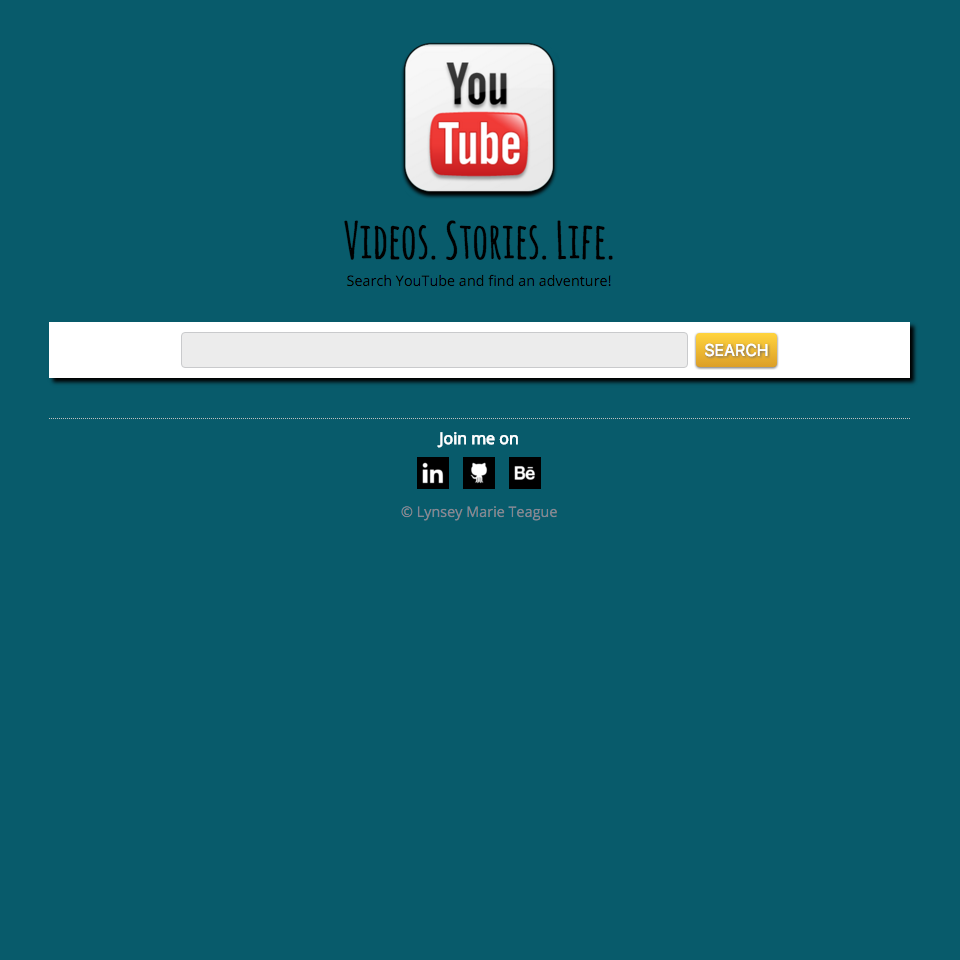 You
Tube
Videos. Stories. Life.
Search YouTube and find an adventure!
SEARCH
Join me on
in
Bē
© Lynsey Marie Teague